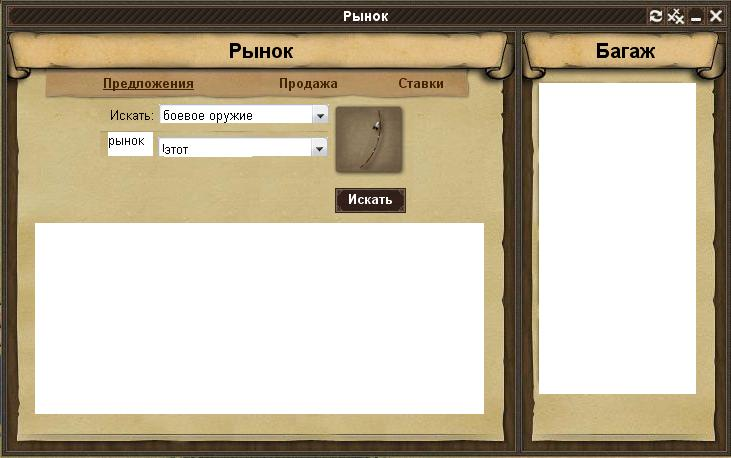 Рынок
Рынок
Багаж
Предложения Продажа Ставки
Искать: боевое оружие
рынок !этот
Искать